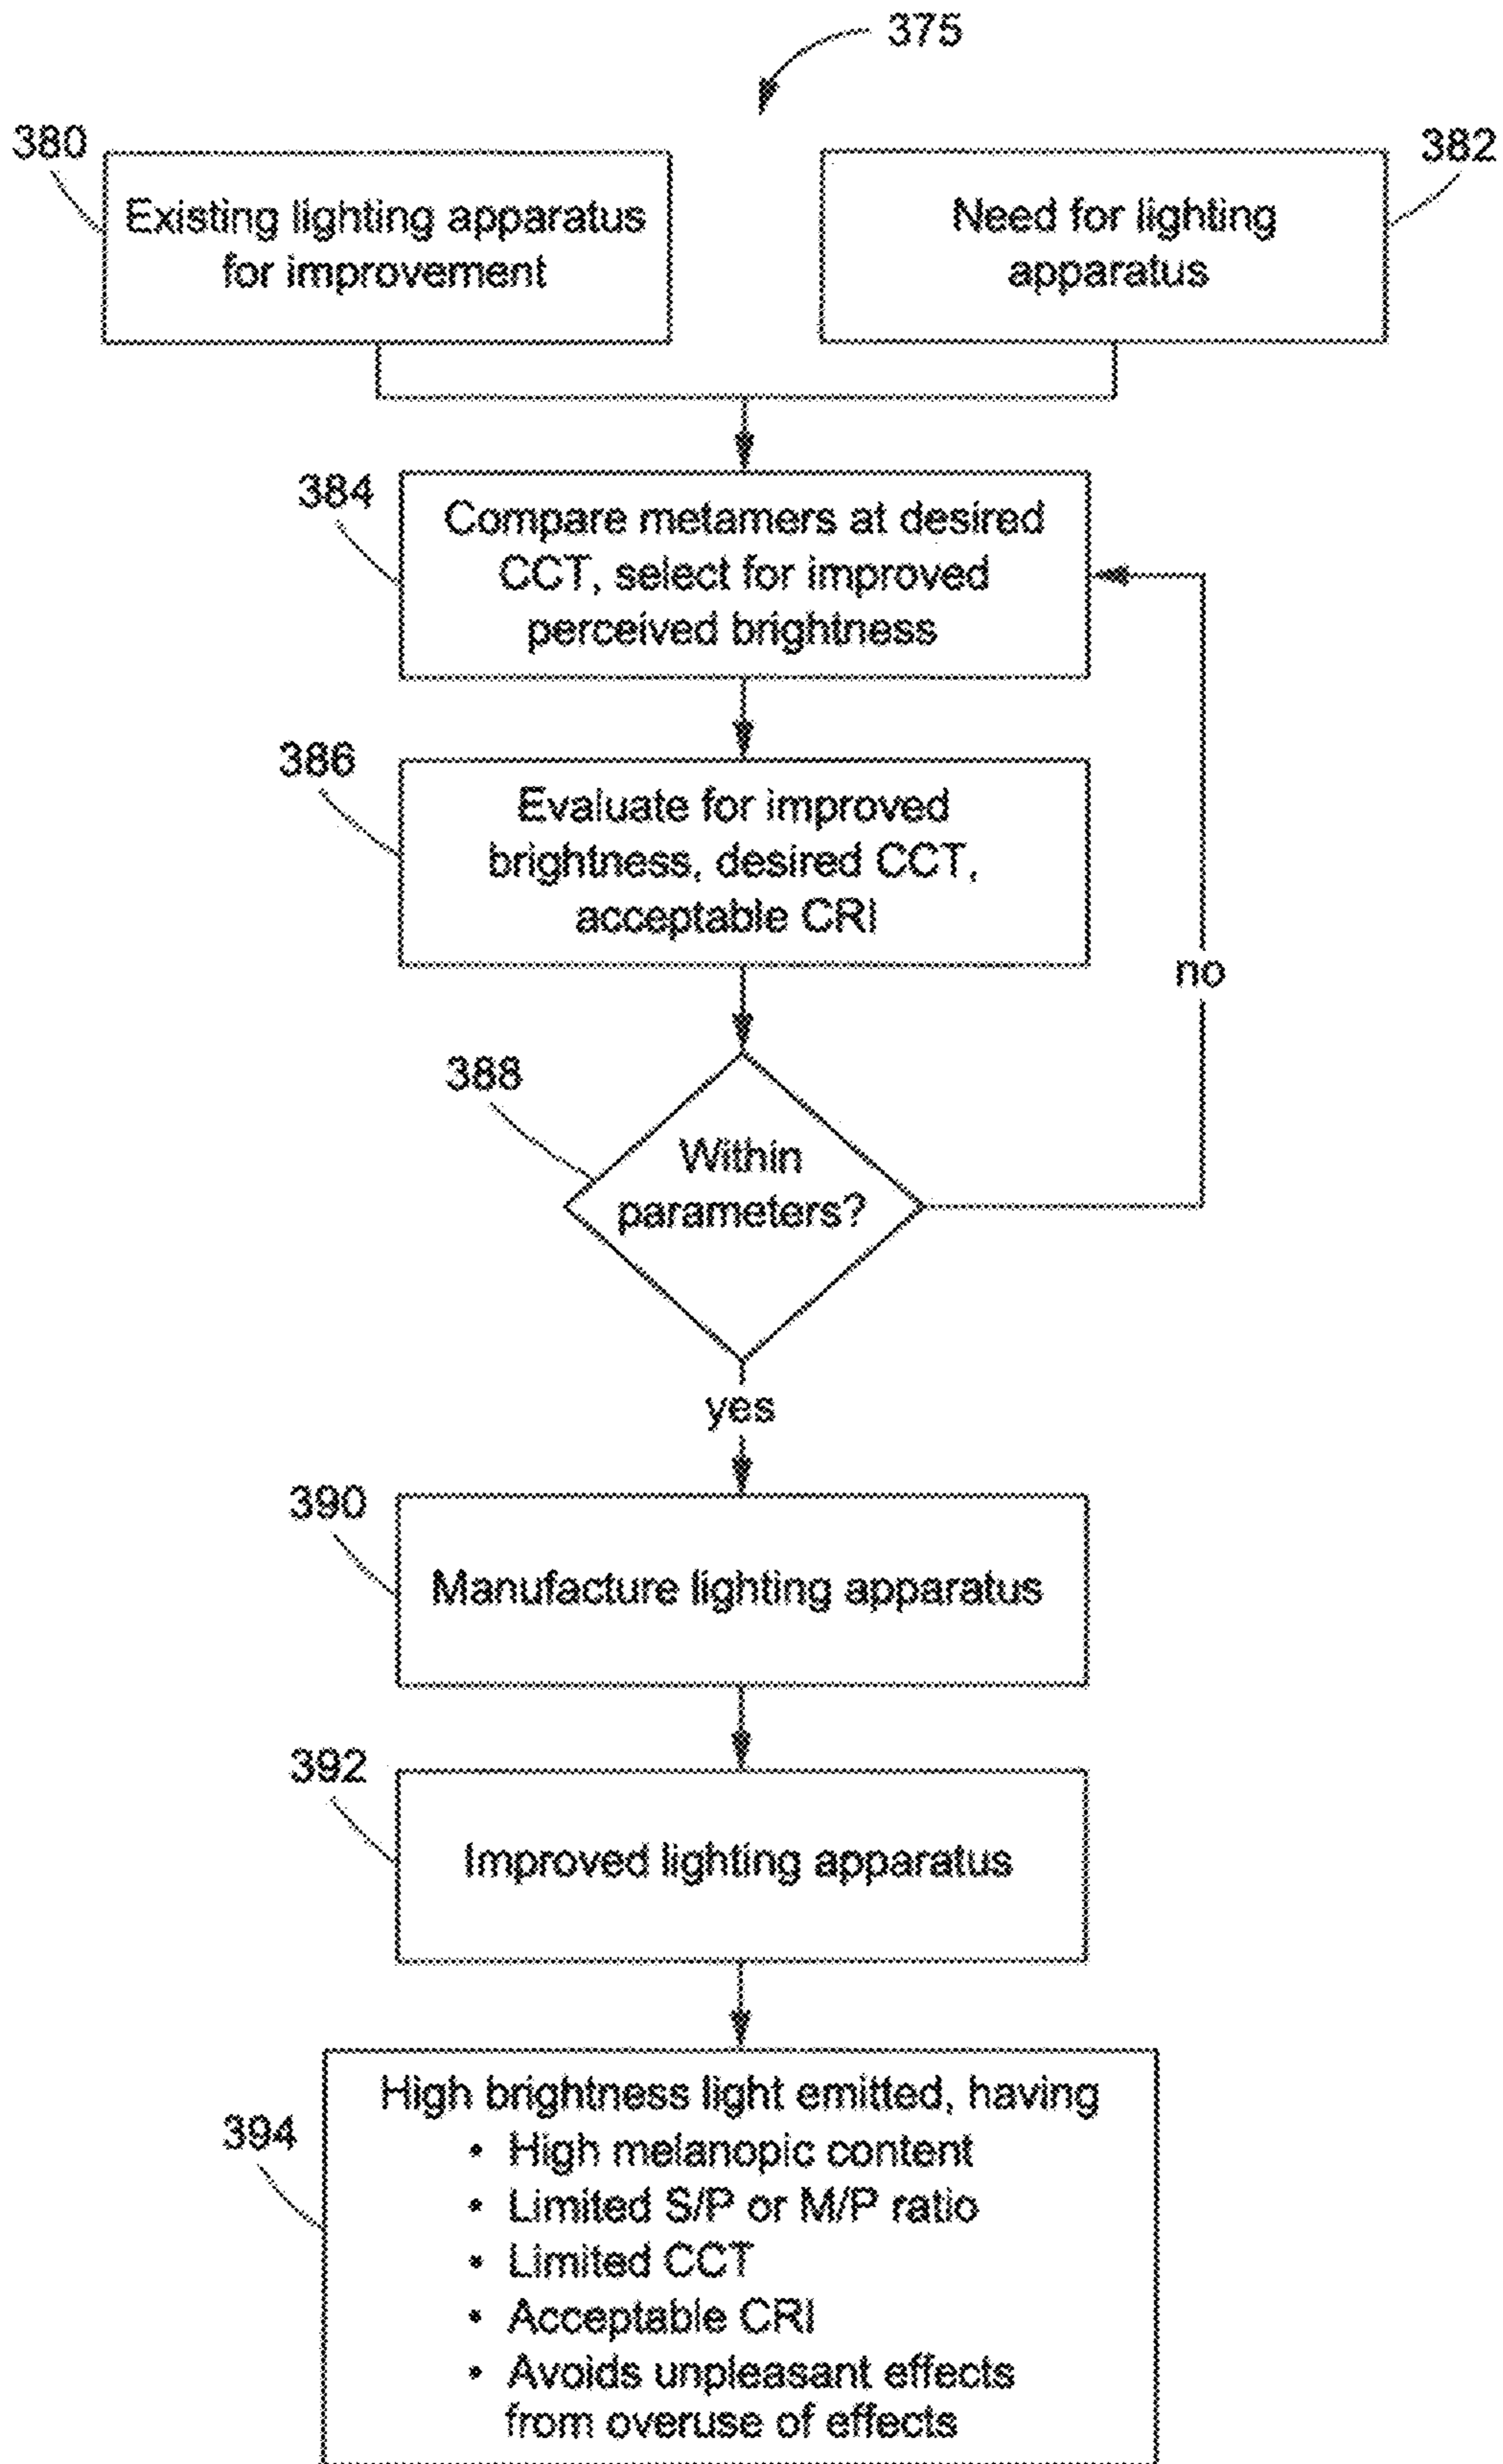 375
380
Existing lighting apparatus
for improvement
382
Need for lighting
apparatus
384
Compare metamers at desired
CCT, select for improved
perceived brightness
386
Evaluate for improved
brightness, desired CCT,
acceptable CRI
no
388
Within
parameters?
yes
390
Manufacture lighting apparatus
392
Improved lighting apparatus
394
High brightness light emitted, having
• High melanopic content
• Limited S/P or M/P ratio
• Limited CCT
• Acceptable CRI
• Avoids unpleasant effects
from overuse of effects